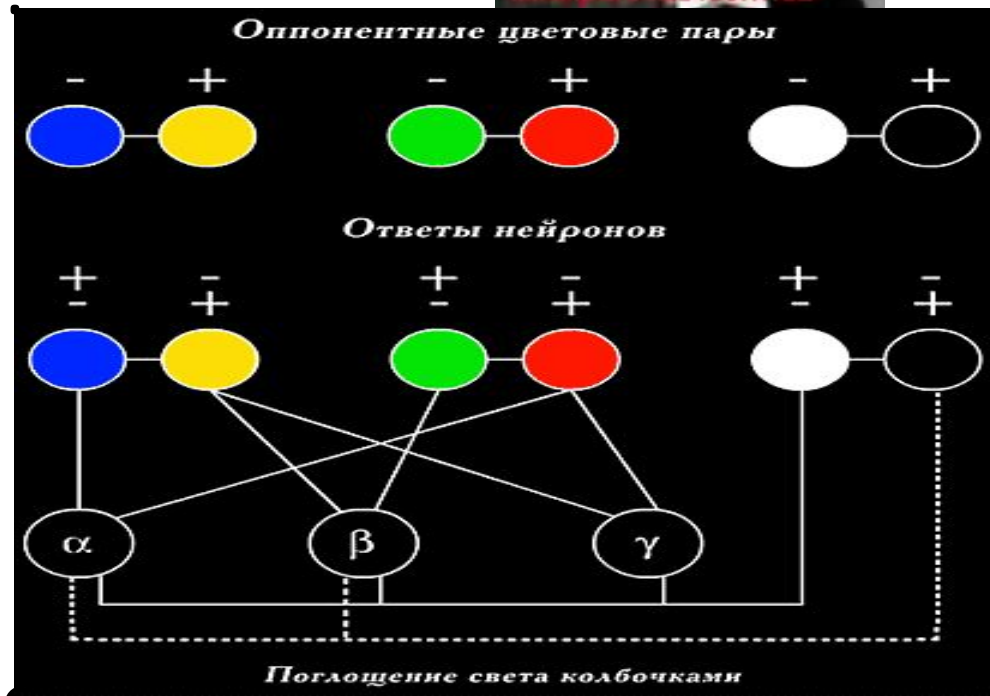 Оппонентные цветовые пары
- + - + - +
Ответы нейронов
+ - + - + -
- + - + - +
α β γ
Поглощение света колбочками